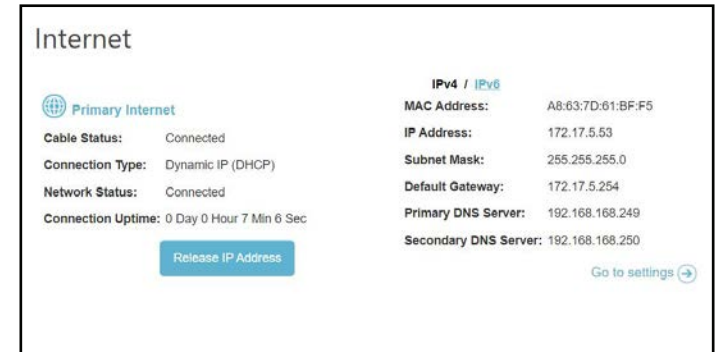 Internet
Primary Internet
Cable Status: Connected
Connection Type: Dynamic IP (DHCP)
Network Status: Connected
Connection Uptime: 0 Day 0 Hour 7 Min 6 Sec
Release IP Address
IPv4 / IPv6
MAC Address: A8:63:7D:61:BF:F5
IP Address: 172.17.5.53
Subnet Mask: 255.255.255.0
Default Gateway: 172.17.5.254
Primary DNS Server: 192.168.168.249
Secondary DNS Server: 192.168.168.250
Go to settings